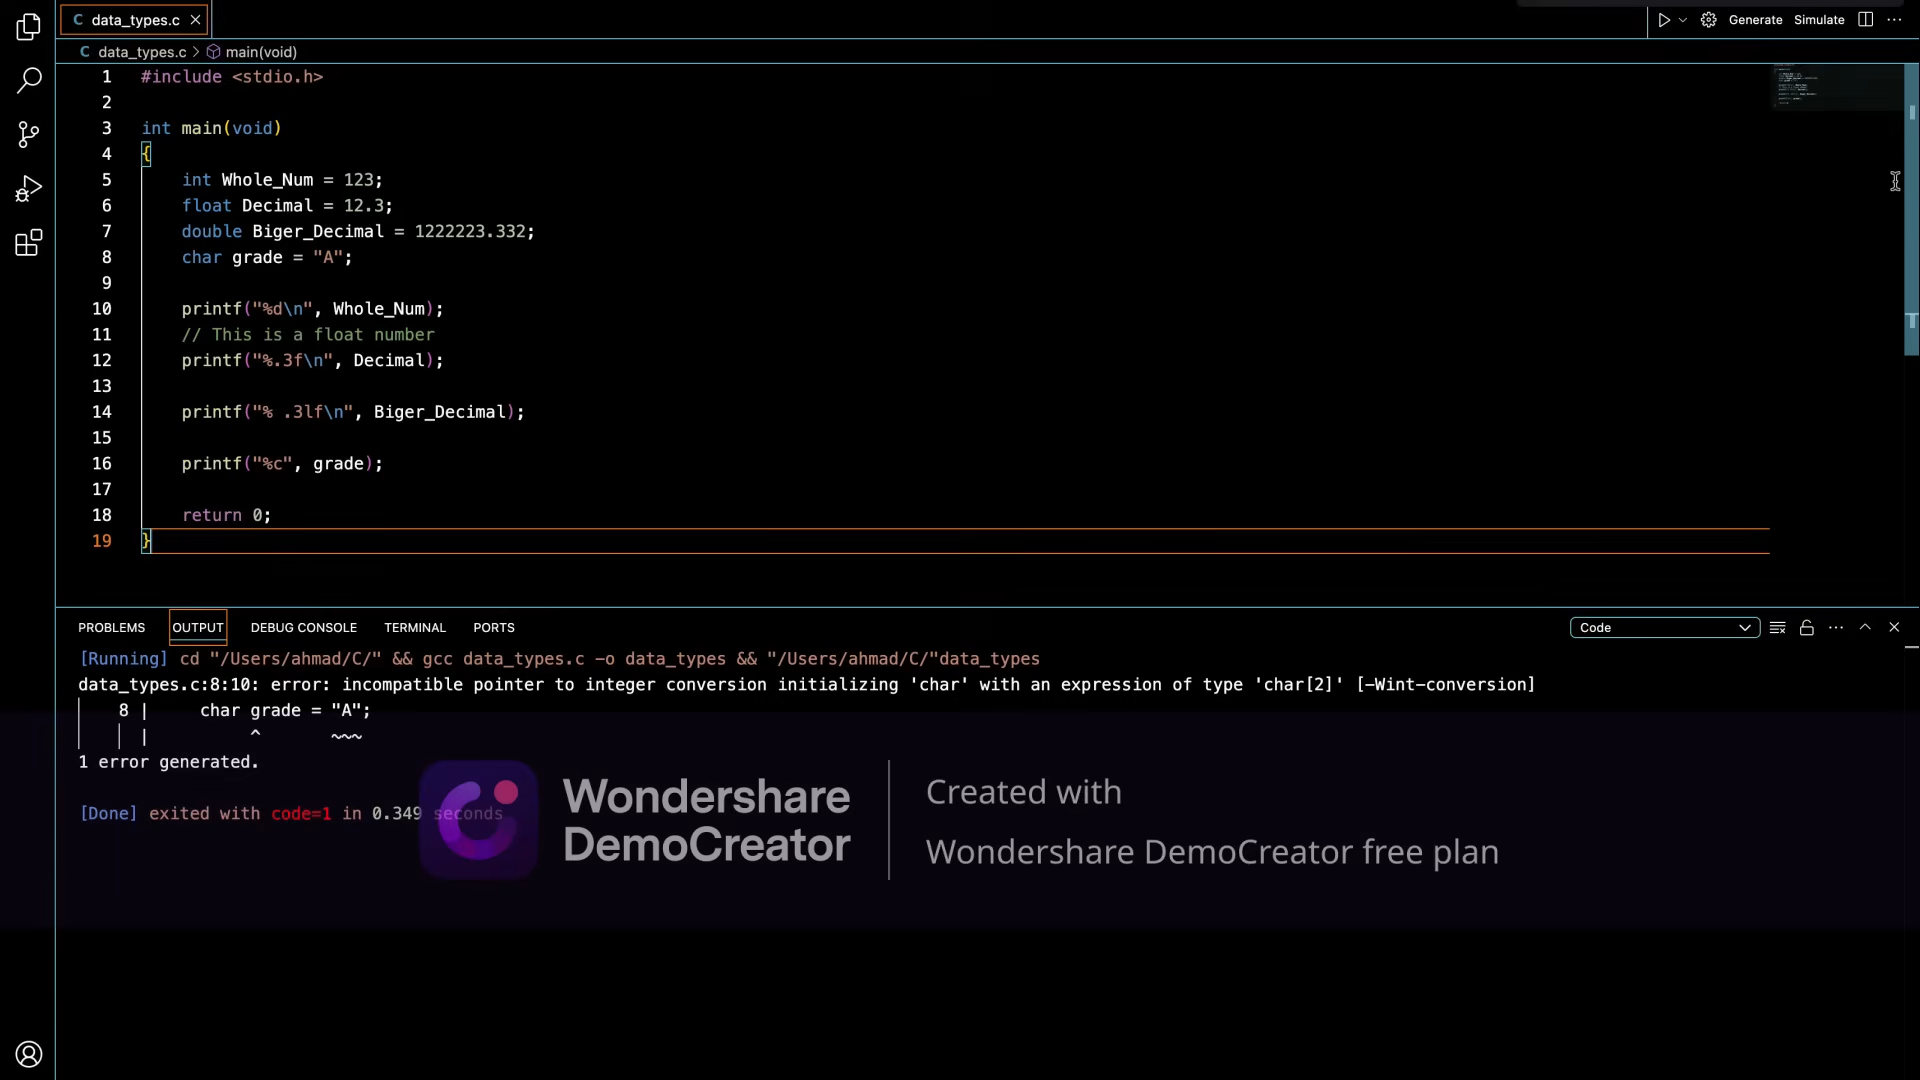 data_types.c
Generate Simulate
data_types.c > main(void)
1 #include <stdio.h>
2
3 int main(void)
4 {
5 int Whole_Num = 123;
6 float Decimal = 12.3;
7 double Biger_Decimal = 1222223.332;
8 char grade = "A";
9
10 printf("%d\n", Whole_Num);
11 // This is a float number
12 printf("%.3f\n", Decimal);
13
14 printf("% .3lf\n", Biger_Decimal);
15
16 printf("%c", grade);
17
18 return 0;
19 }
PROBLEMS OUTPUT DEBUG CONSOLE TERMINAL PORTS Code
[Running] cd "/Users/ahmad/C/" && gcc data_types.c -o data_types && "/Users/ahmad/C/"data_types
data_types.c:8:10: error: incompatible pointer to integer conversion initializing 'char' with an expression of type 'char[2]' [-Wint-conversion]
8 | char grade = "A";
| ^ ~~~
1 error generated.
[Done] exited with code=1 in 0.349 seconds
Wondershare
DemoCreator
Created with
Wondershare DemoCreator free plan